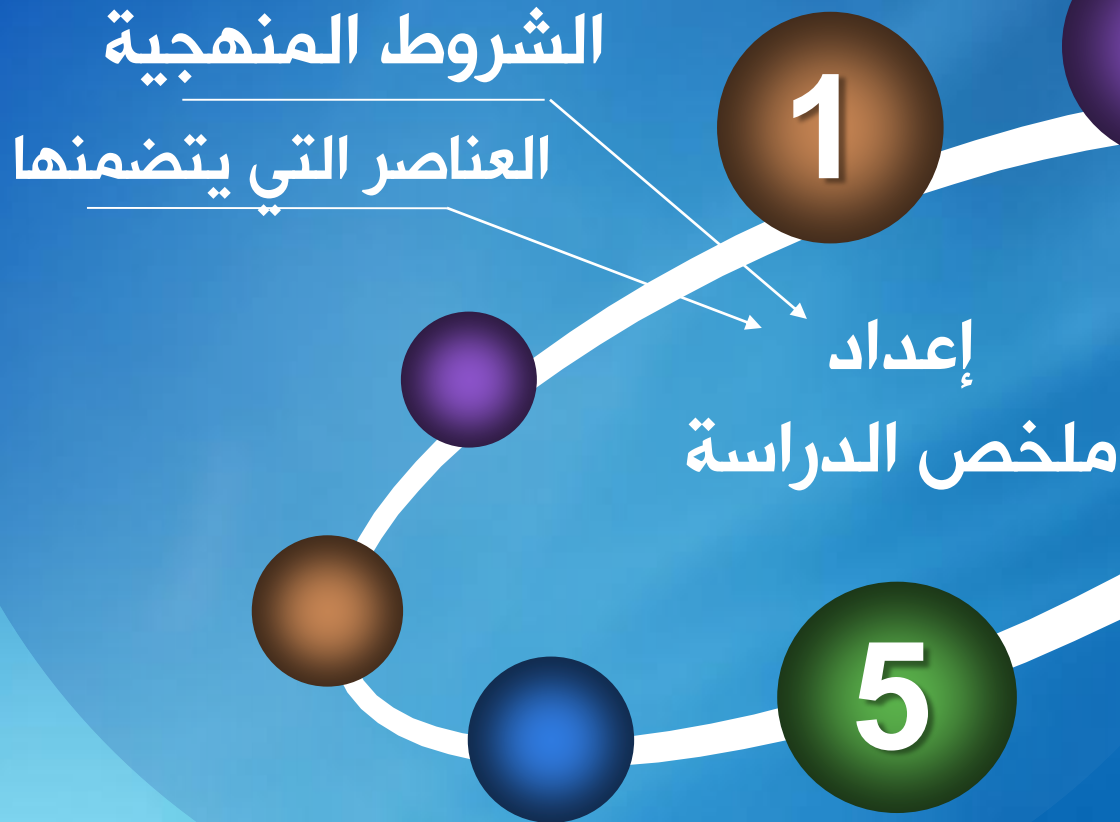 الشروط المنهجية
1
العناصر التي يتضمنها
إعداد
ملخص الدراسة
5